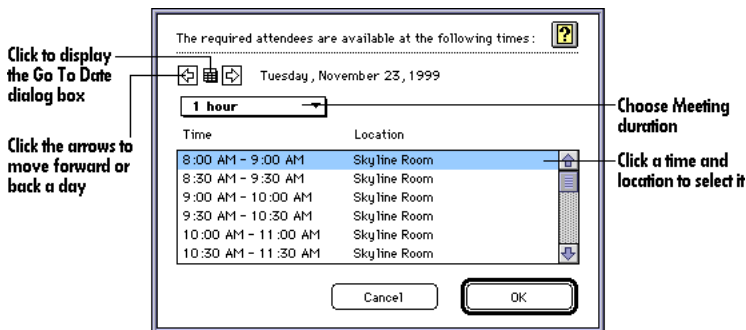 The required attendees are available at the following times:
?
Click to display
the Go To Date
dialog box
Tuesday, November 23, 1999
1 hour
Choose Meeting
duration
Click the arrows to
move forward or
back a day
Time Location
8:00 AM - 9:00 AM Skyline Room
Click a time and
location to select it
8:30 AM - 9:30 AM Skyline Room
9:00 AM - 10:00 AM Skyline Room
9:30 AM - 10:30 AM Skyline Room
10:00 AM - 11:00 AM Skyline Room
10:30 AM - 11:30 AM Skyline Room
Cancel OK